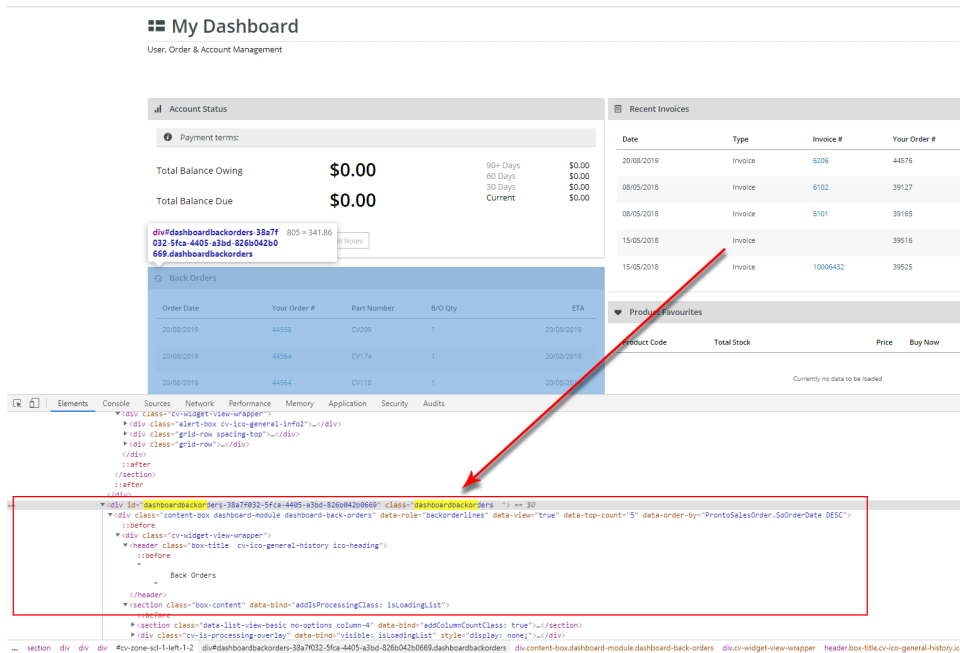 My Dashboard
User, Order & Account Management
Account Status
Payment terms:
Total Balance Owing $0.00
Total Balance Due $0.00
90+ Days $0.00
60 Days $0.00
30 Days $0.00
Current $0.00
Recent Invoices
Date Type Invoice # Your Order #
20/08/2019 Invoice 6206 44576
08/05/2018 Invoice 6102 39127
08/05/2018 Invoice 6101 39165
15/05/2018 Invoice 39516
15/05/2018 Invoice 10006432 39525
div#dashboardbackorders-38a7f 805 × 341.86
032-5fca-4405-a3bd-826b042b0
669.dashboardbackorders
Notes
Back Orders
Order Date Your Order # Part Number B/O Qty ETA
20/08/2019 44558 CV209 1 20/08/2019
20/08/2019 44564 CV174 1 20/08/2019
20/08/2019 44564 CV118 1 20/08/2019
Product Favourites
Product Code Total Stock Price Buy Now
Currently no data to be loaded
Elements Console Sources Network Performance Memory Application Security Audits
▼<div class="cv-widget-view-wrapper">
▶<div class="alert-box cv-ico-general-info2">…</div>
▶<div class="grid-row spacing-top">…</div>
▶<div class="grid-row">…</div>
</div>
::after
</section>
::after
</div>
▼<div id="dashboardbackorders-38a7f032-5fca-4405-a3bd-826b042b0669" class="dashboardbackorders "> == $0
▼<div class="content-box dashboard-module dashboard-back-orders" data-role="backorderlines" data-view="true" data-top-count="5" data-order-by="ProntoSalesOrder.SoOrderDate DESC">
::before
▼<div class="cv-widget-view-wrapper">
▼<header class="box-title  cv-ico-general-history ico-heading">
::before
"
Back Orders
"
</header>
▼<section class="box-content" data-bind="addIsProcessingClass: isLoadingList">
::before
▶<section class="data-list-view-basic no-options column-4" data-bind="addColumnCountClass: true">…</section>
▶<div class="cv-is-processing-overlay" data-bind="visible: isLoadingList" style="display: none;">…</div>
... section div div div #cv-zone-scl-1-left-1-2 div#dashboardbackorders-38a7f032-5fca-4405-a3bd-826b042b0669.dashboardbackorders div.content-box.dashboard-module.dashboard-back-orders div.cv-widget-view-wrapper header.box-title.cv-ico-general-history.ic